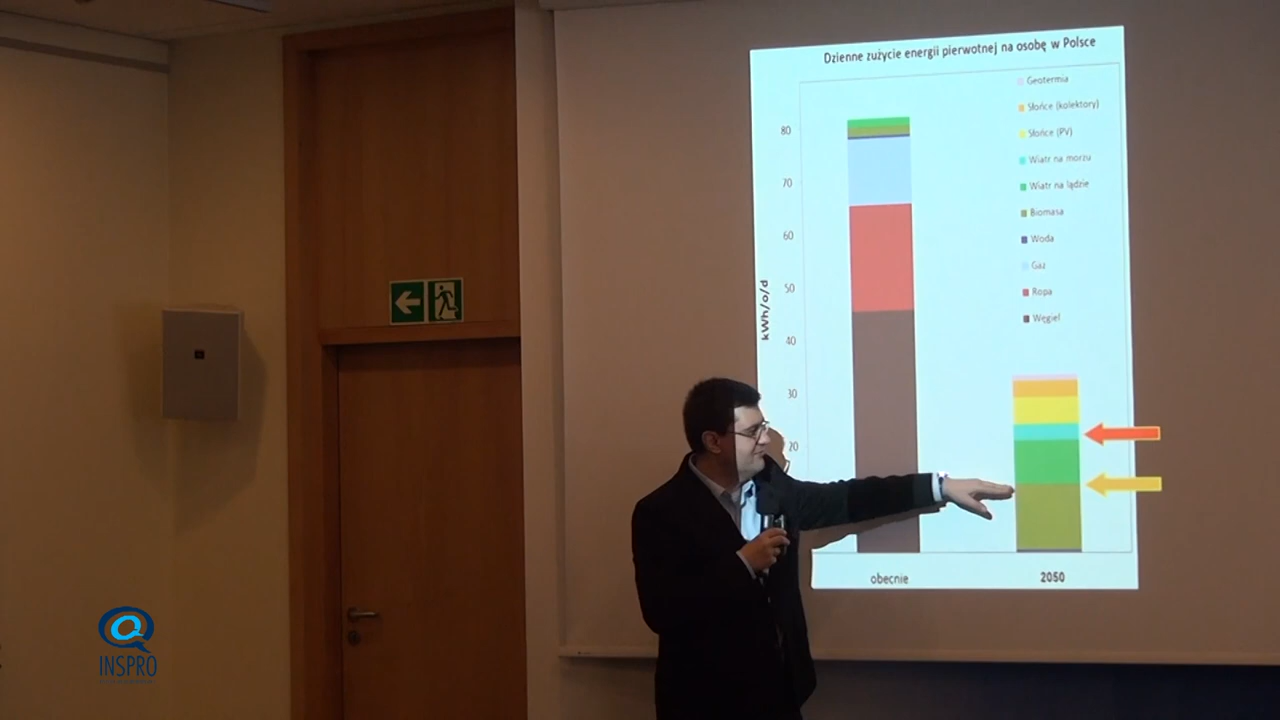 Dzienne zużycie energii pierwotnej na osobę w Polsce
Geotermia
Słońce (kolektory)
Słońce (PV)
Wiatr na morzu
Wiatr na lądzie
Biomasa
Woda
Gaz
Ropa
Węgiel
80
70
60
50
40
30
20
kWh/o/d
obecnie
2050
INSPRO